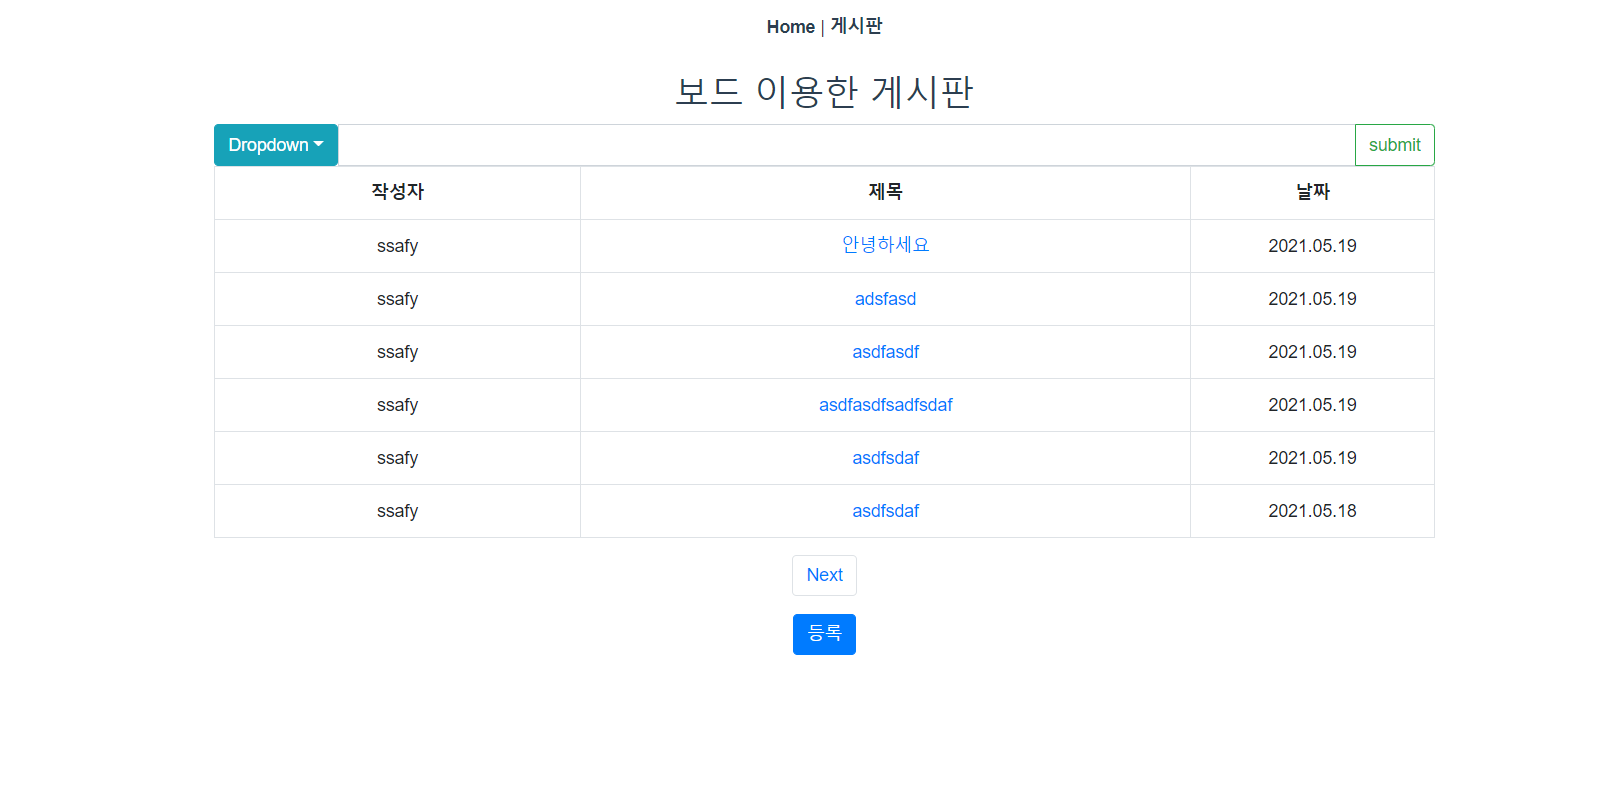 Home | 게시판
보드 이용한 게시판
Dropdown submit
작성자 제목 날짜
ssafy 안녕하세요 2021.05.19
ssafy adsfasd 2021.05.19
ssafy asdfasdf 2021.05.19
ssafy asdfasdfsadfsdaf 2021.05.19
ssafy asdfsdaf 2021.05.19
ssafy asdfsdaf 2021.05.18
Next
등록